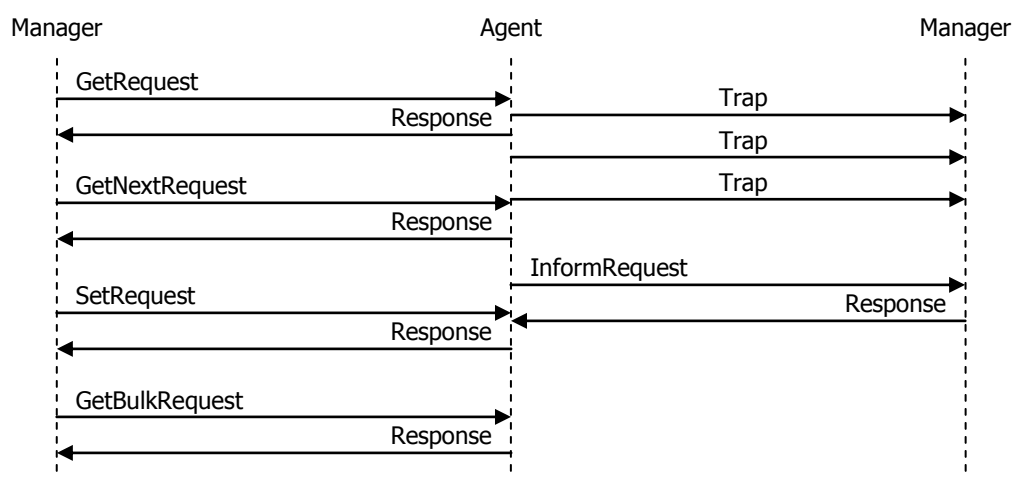 Manager
Agent
Manager
GetRequest
Trap
Response
Trap
GetNextRequest
Trap
Response
InformRequest
SetRequest
Response
Response
GetBulkRequest
Response